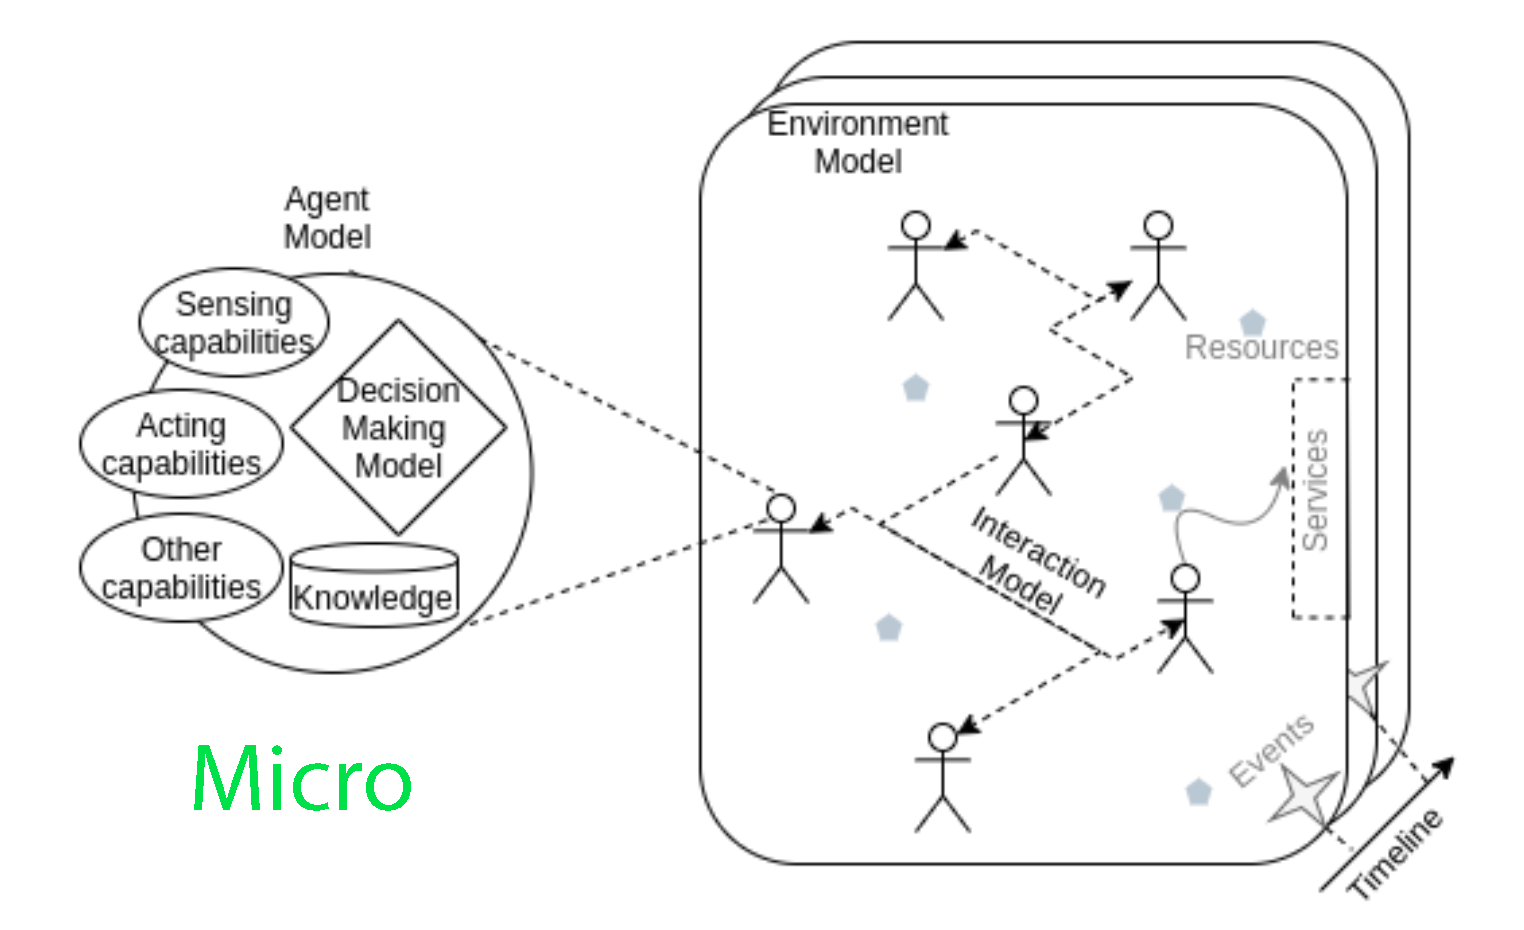 Agent
Model
Sensing
capabilities
Acting
capabilities
Other
capabilities
Decision
Making
Model
Knowledge
Micro
Environment
Model
Resources
Services
Interaction
Model
Events
Timeline